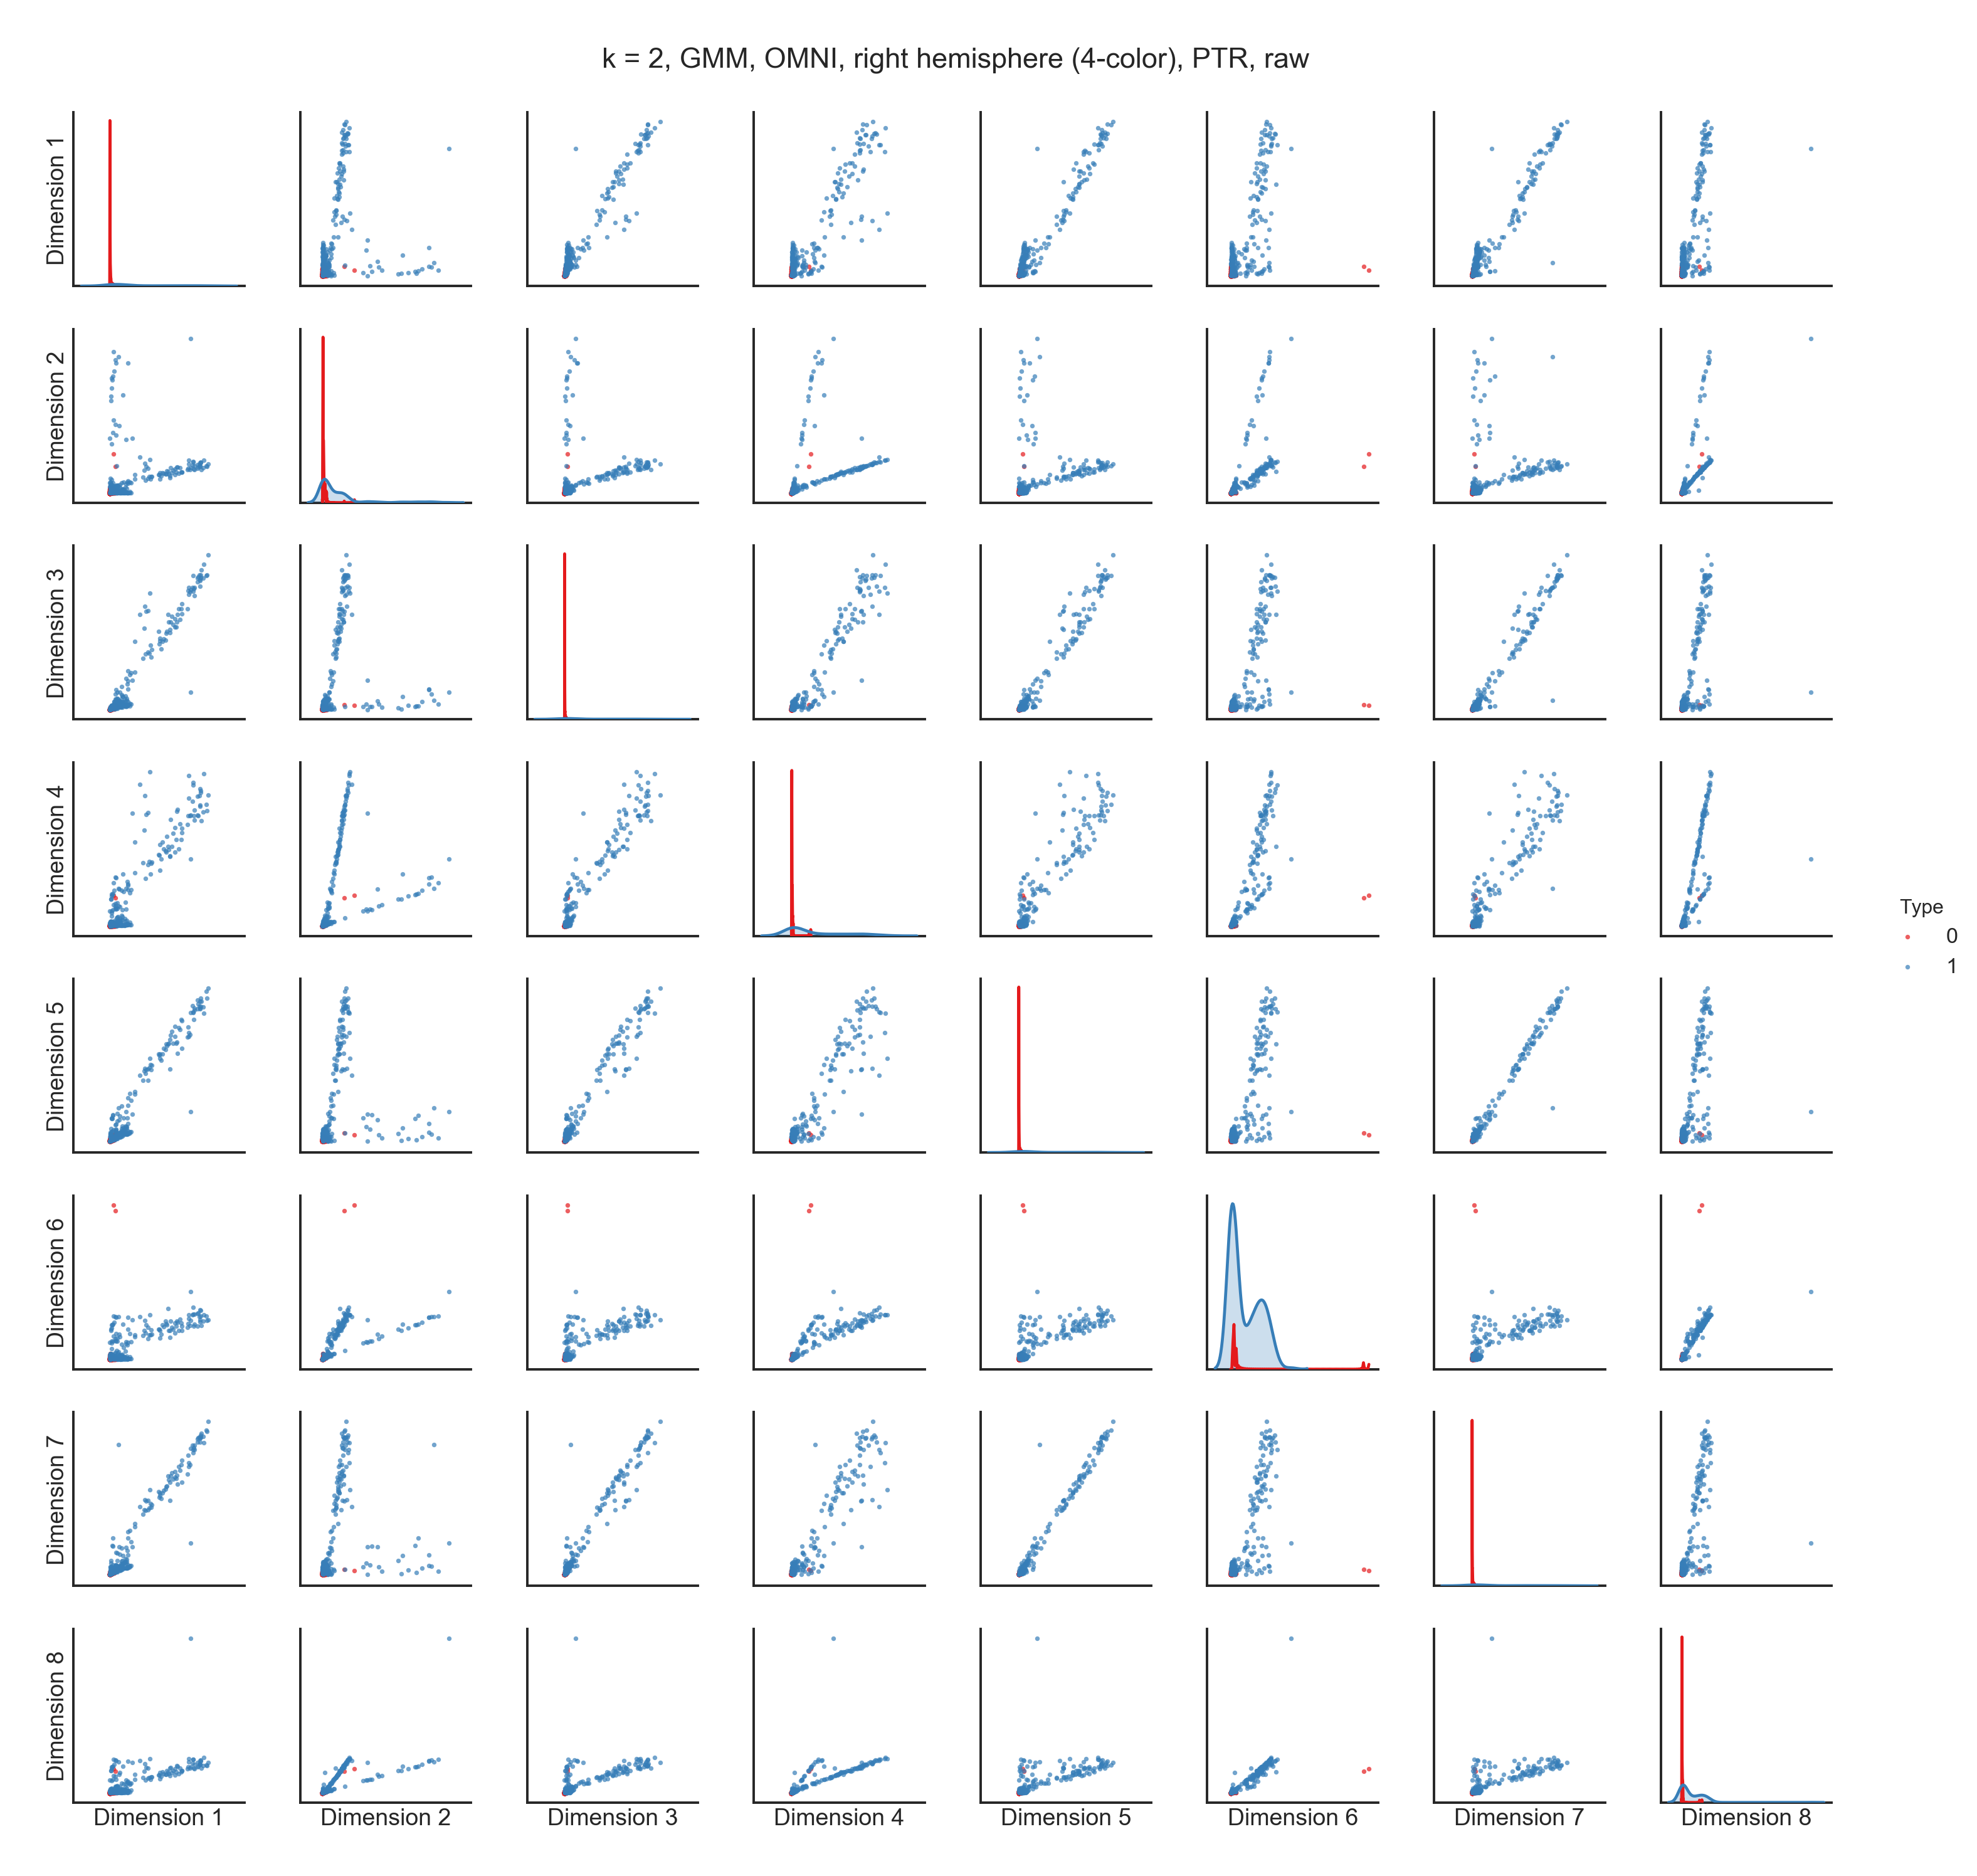 k = 2, GMM, OMNI, right hemisphere (4-color), PTR, raw
Dimension 1
Dimension 2
Dimension 3
Dimension 4
Dimension 5
Dimension 6
Dimension 7
Dimension 8
Type
0
1
Dimension 1
Dimension 2
Dimension 3
Dimension 4
Dimension 5
Dimension 6
Dimension 7
Dimension 8